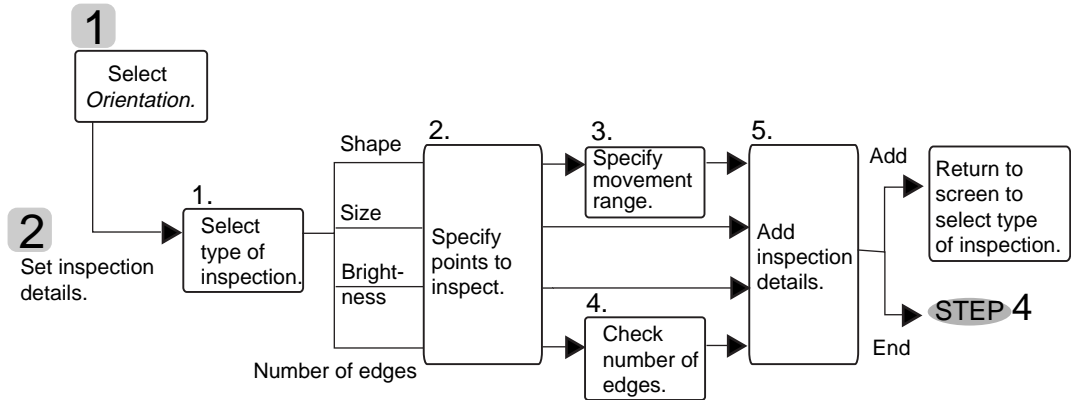 1
Select
Orientation.
2
Set inspection
details.
1.
Select
type of
inspection.
Shape
Size
Bright-
ness
Number of edges
2.
Specify
points to
inspect.
3.
Specify
movement
range.
4.
Check
number of
edges.
5.
Add
inspection
details.
Add
Return to
screen to
select type
of inspection.
STEP 4
End